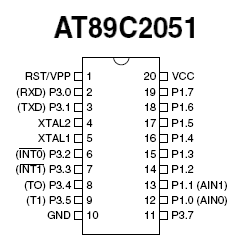 AT89C2051
RST/VPP 1 20 VCC
(RXD) P3.0 2 19 P1.7
(TXD) P3.1 3 18 P1.6
XTAL2 4 17 P1.5
XTAL1 5 16 P1.4
(INT0) P3.2 6 15 P1.3
(INT1) P3.3 7 14 P1.2
(TO) P3.4 8 13 P1.1 (AIN1)
(T1) P3.5 9 12 P1.0 (AIN0)
GND 10 11 P3.7